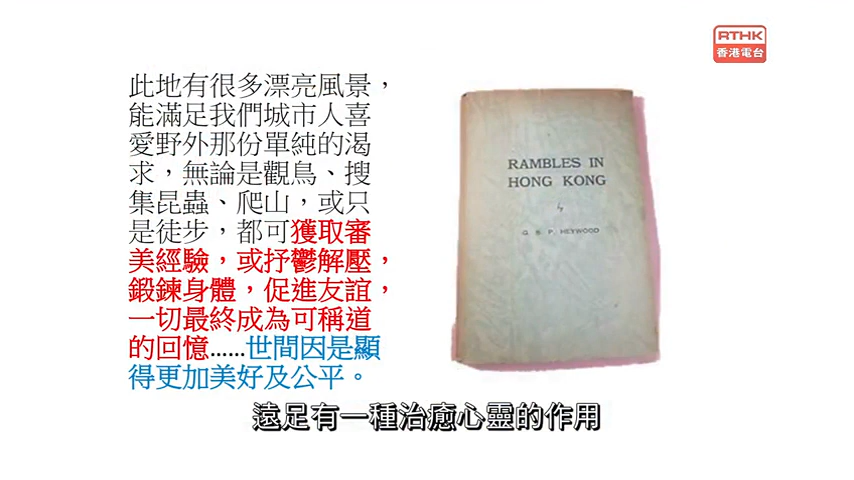 RTHK
香港電台
此地有很多漂亮風景，
能滿足我們城市人喜
愛野外那份單純的渴
求，無論是觀鳥、搜
集昆蟲、爬山，或只
是徒步，都可獲取審
美經驗，或抒鬱解壓，
鍛鍊身體，促進友誼，
一切最終成為可稱道
的回憶……世間因是顯
得更加美好及公平。
RAMBLES IN
HONG KONG
G. S. P. HEYWOOD
遠足有一種治癒心靈的作用